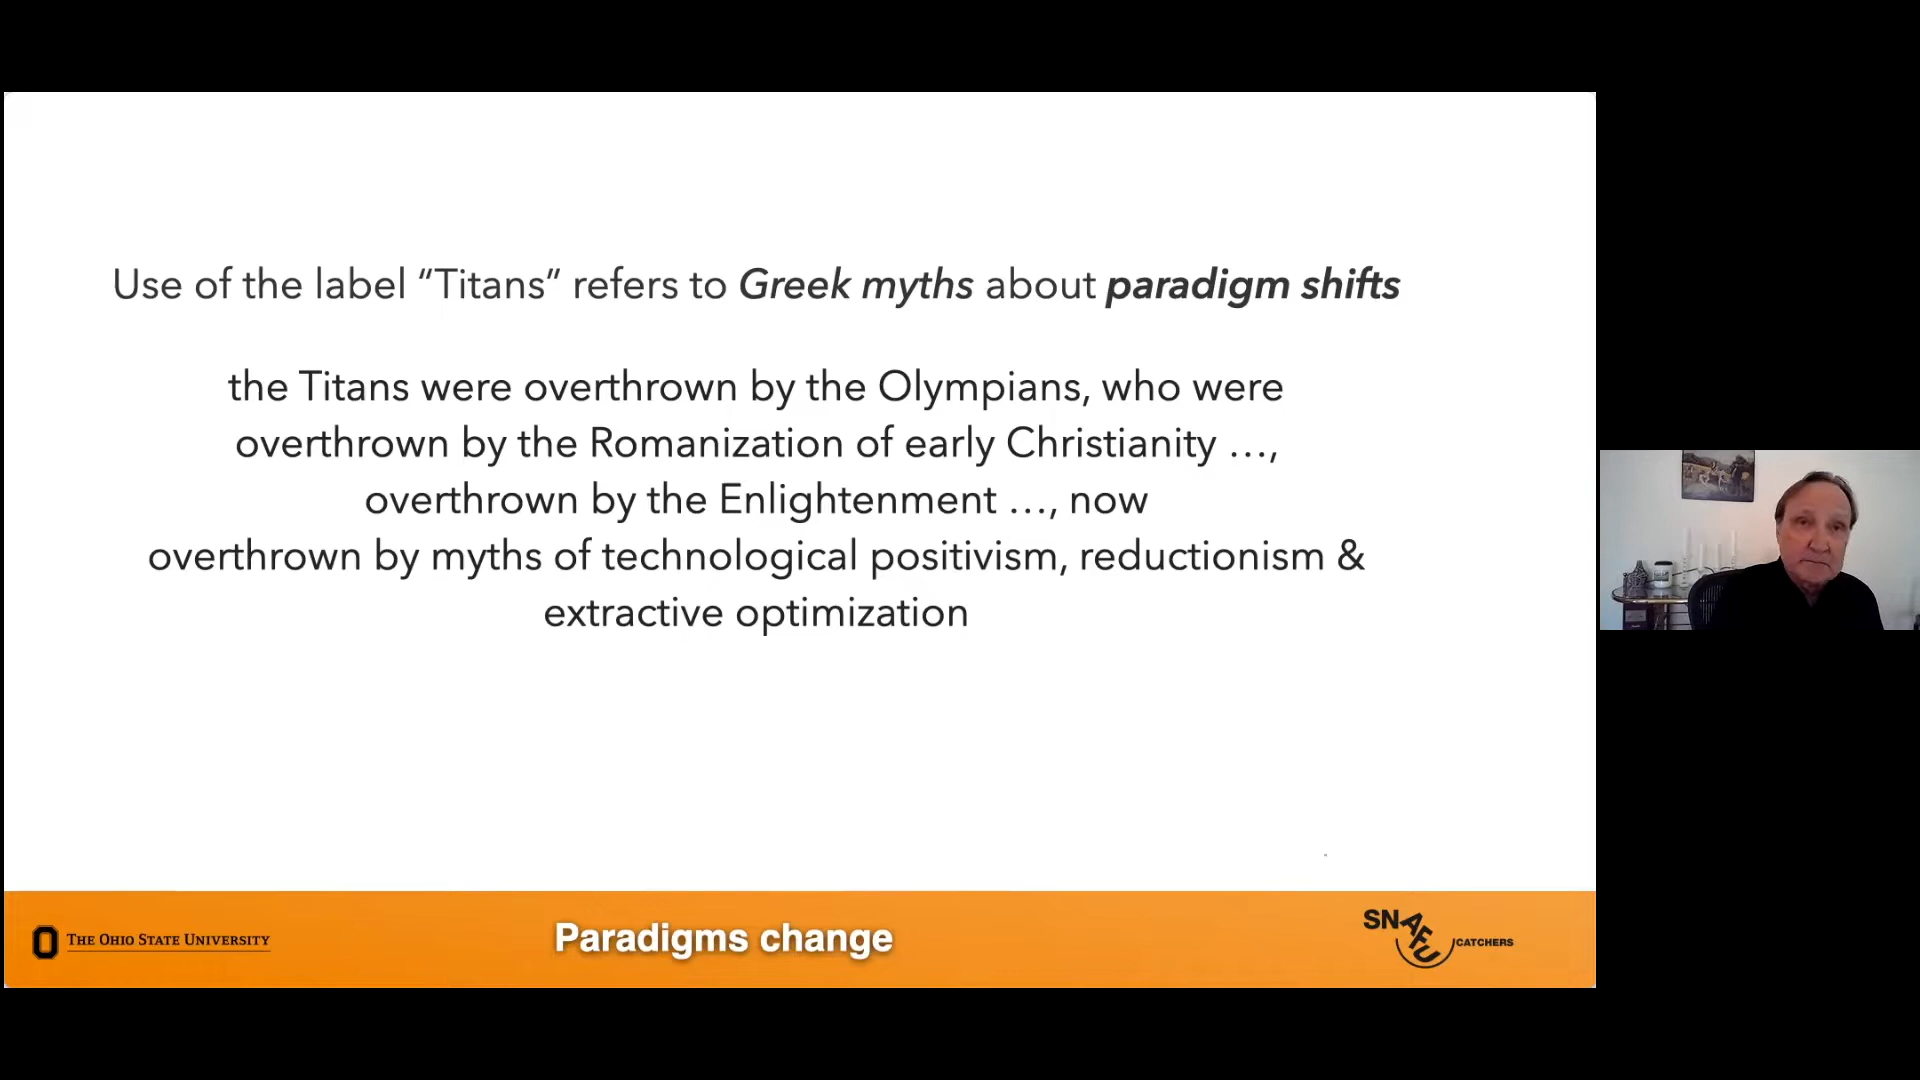 Use of the label “Titans” refers to Greek myths about paradigm shifts
the Titans were overthrown by the Olympians, who were
overthrown by the Romanization of early Christianity …,
overthrown by the Enlightenment …, now
overthrown by myths of technological positivism, reductionism &
extractive optimization
THE OHIO STATE UNIVERSITY
Paradigms change
SNAFU CATCHERS